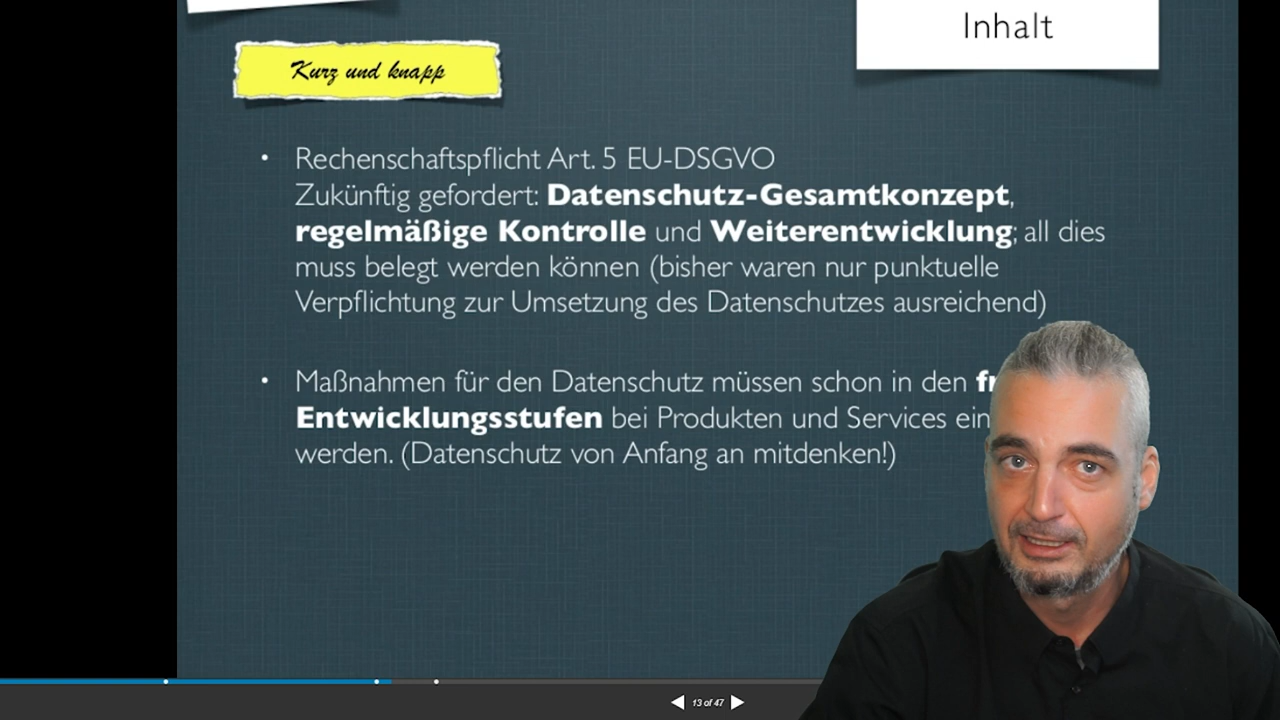 Inhalt
Kurz und knapp
• Rechenschaftspflicht Art. 5 EU-DSGVO
Zukünftig gefordert: Datenschutz-Gesamtkonzept,
regelmäßige Kontrolle und Weiterentwicklung; all dies
muss belegt werden können (bisher waren nur punktuelle
Verpflichtung zur Umsetzung des Datenschutzes ausreichend)
• Maßnahmen für den Datenschutz müssen schon in den
Entwicklungsstufen bei Produkten und Services
werden. (Datenschutz von Anfang an mitdenken!)
13 of 47